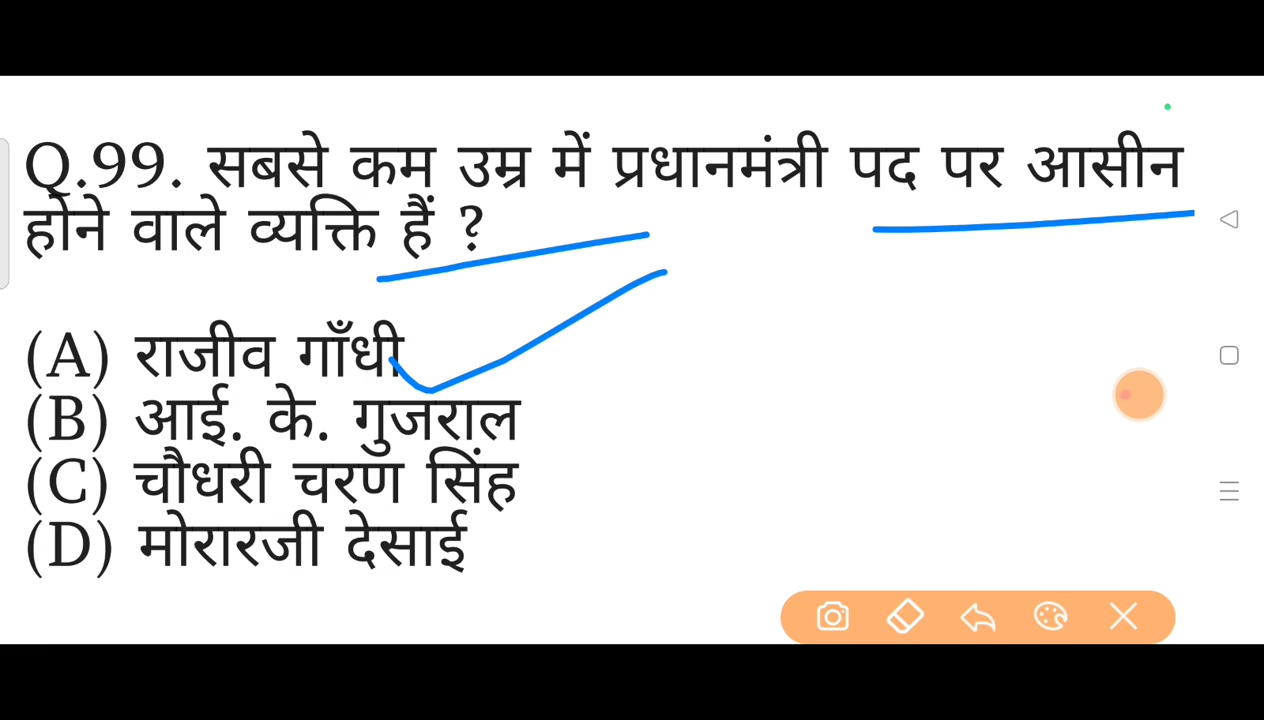 Q.99. सबसे कम उम्र में प्रधानमंत्री पद पर आसीन
होने वाले व्यक्ति हैं ?
(A) राजीव गाँधी
(B) आई. के. गुजराल
(C) चौधरी चरण सिंह
(D) मोरारजी देसाई